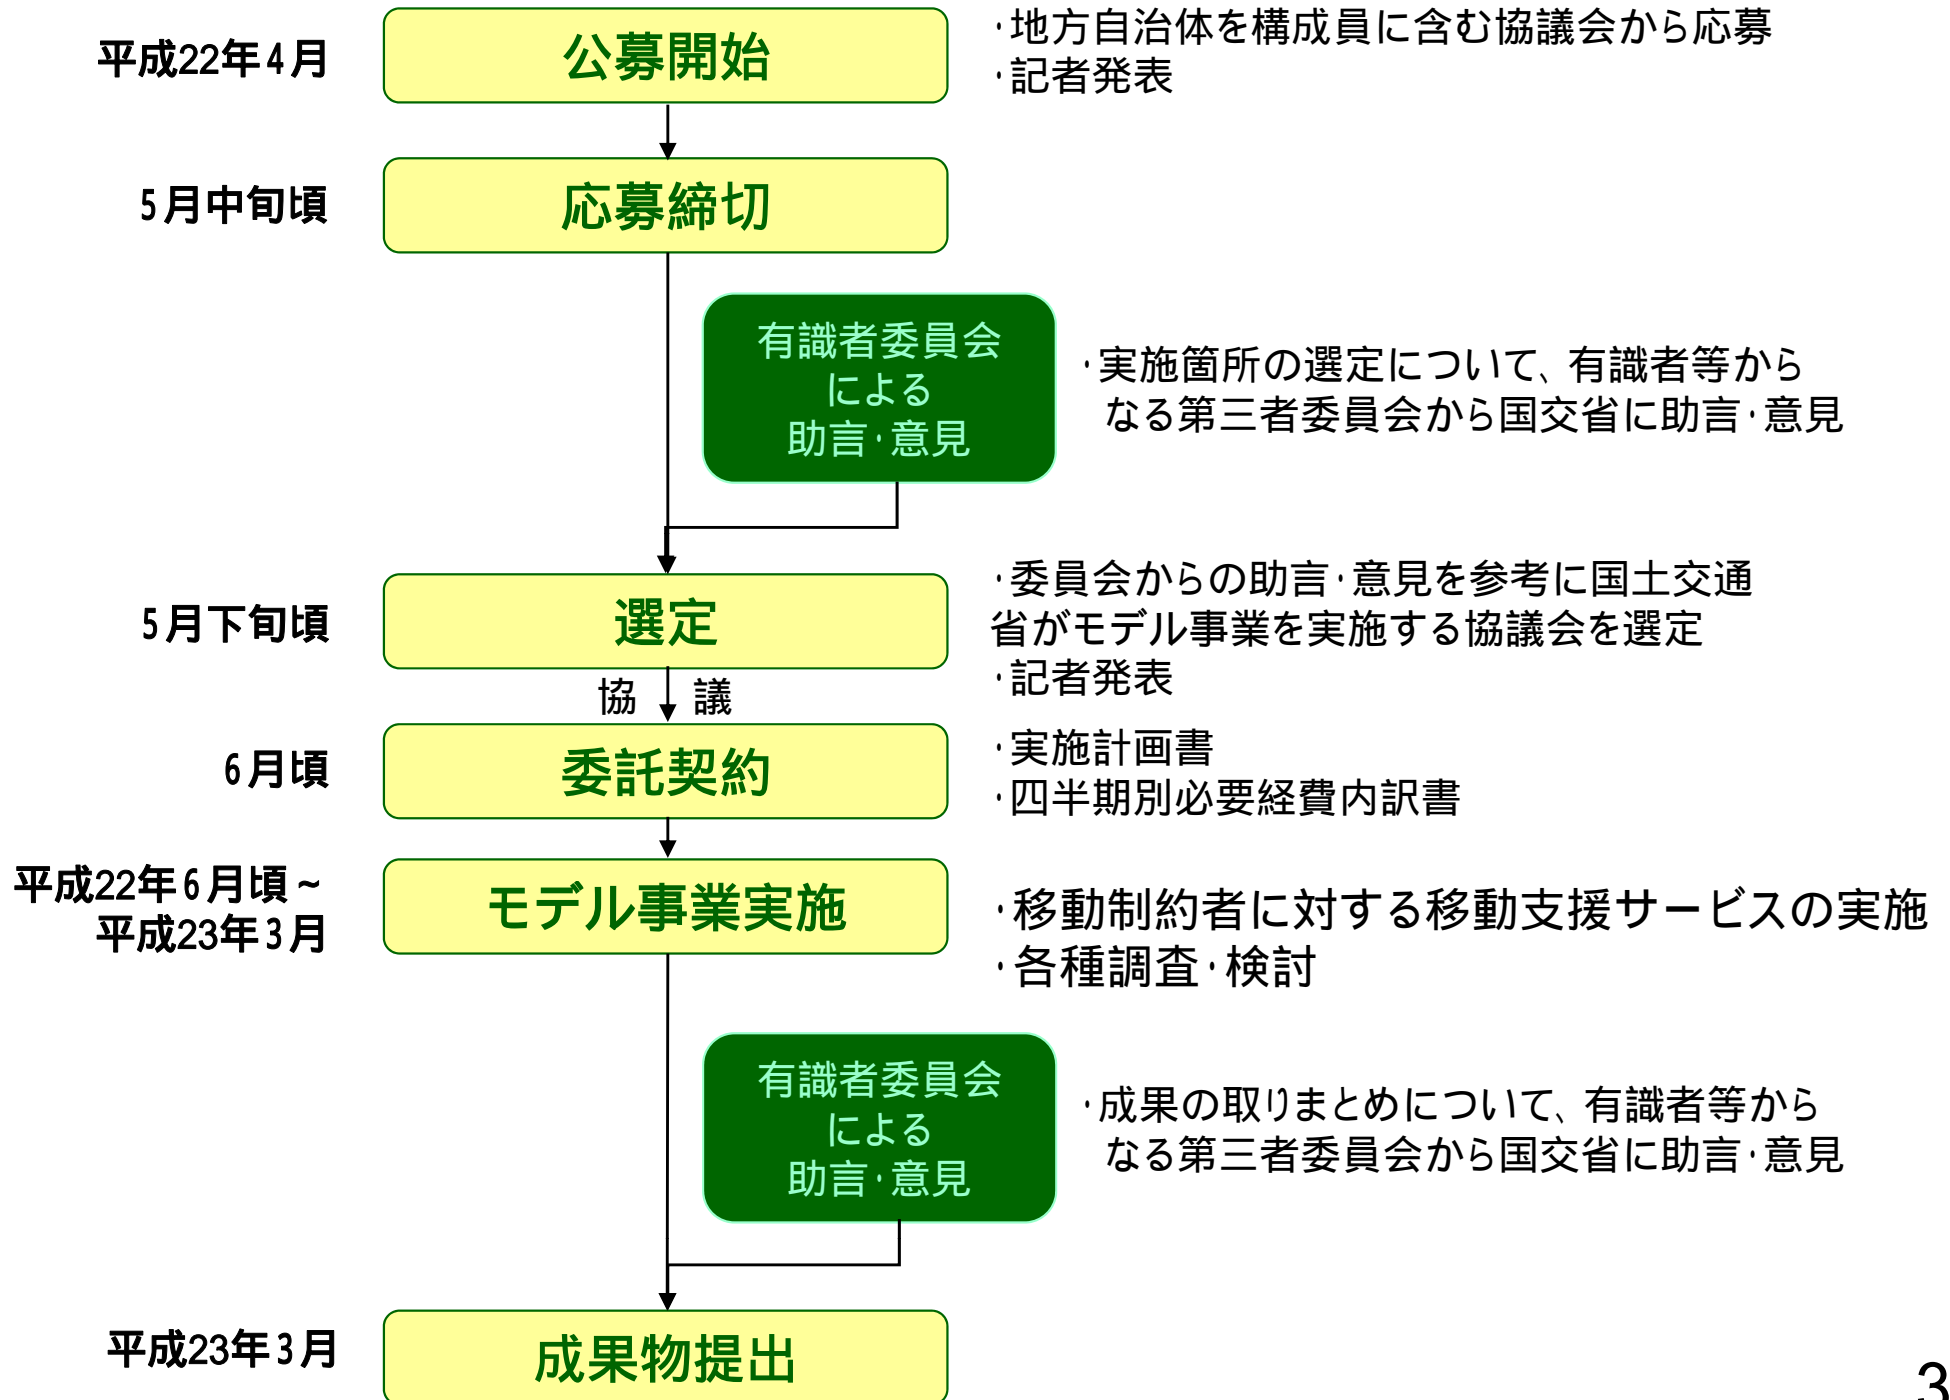 平成22年4月
公募開始
・地方自治体を構成員に含む協議会から応募
・記者発表
5月中旬頃
応募締切
有識者委員会
による
助言・意見
・実施箇所の選定について、有識者等から
なる第三者委員会から国交省に助言・意見
5月下旬頃
選定
・委員会からの助言・意見を参考に国土交通
省がモデル事業を実施する協議会を選定
・記者発表
協 議
6月頃
委託契約
・実施計画書
・四半期別必要経費内訳書
平成22年6月頃～
平成23年3月
モデル事業実施
・移動制約者に対する移動支援サービスの実施
・各種調査・検討
有識者委員会
による
助言・意見
・成果の取りまとめについて、有識者等から
なる第三者委員会から国交省に助言・意見
平成23年3月
成果物提出
3